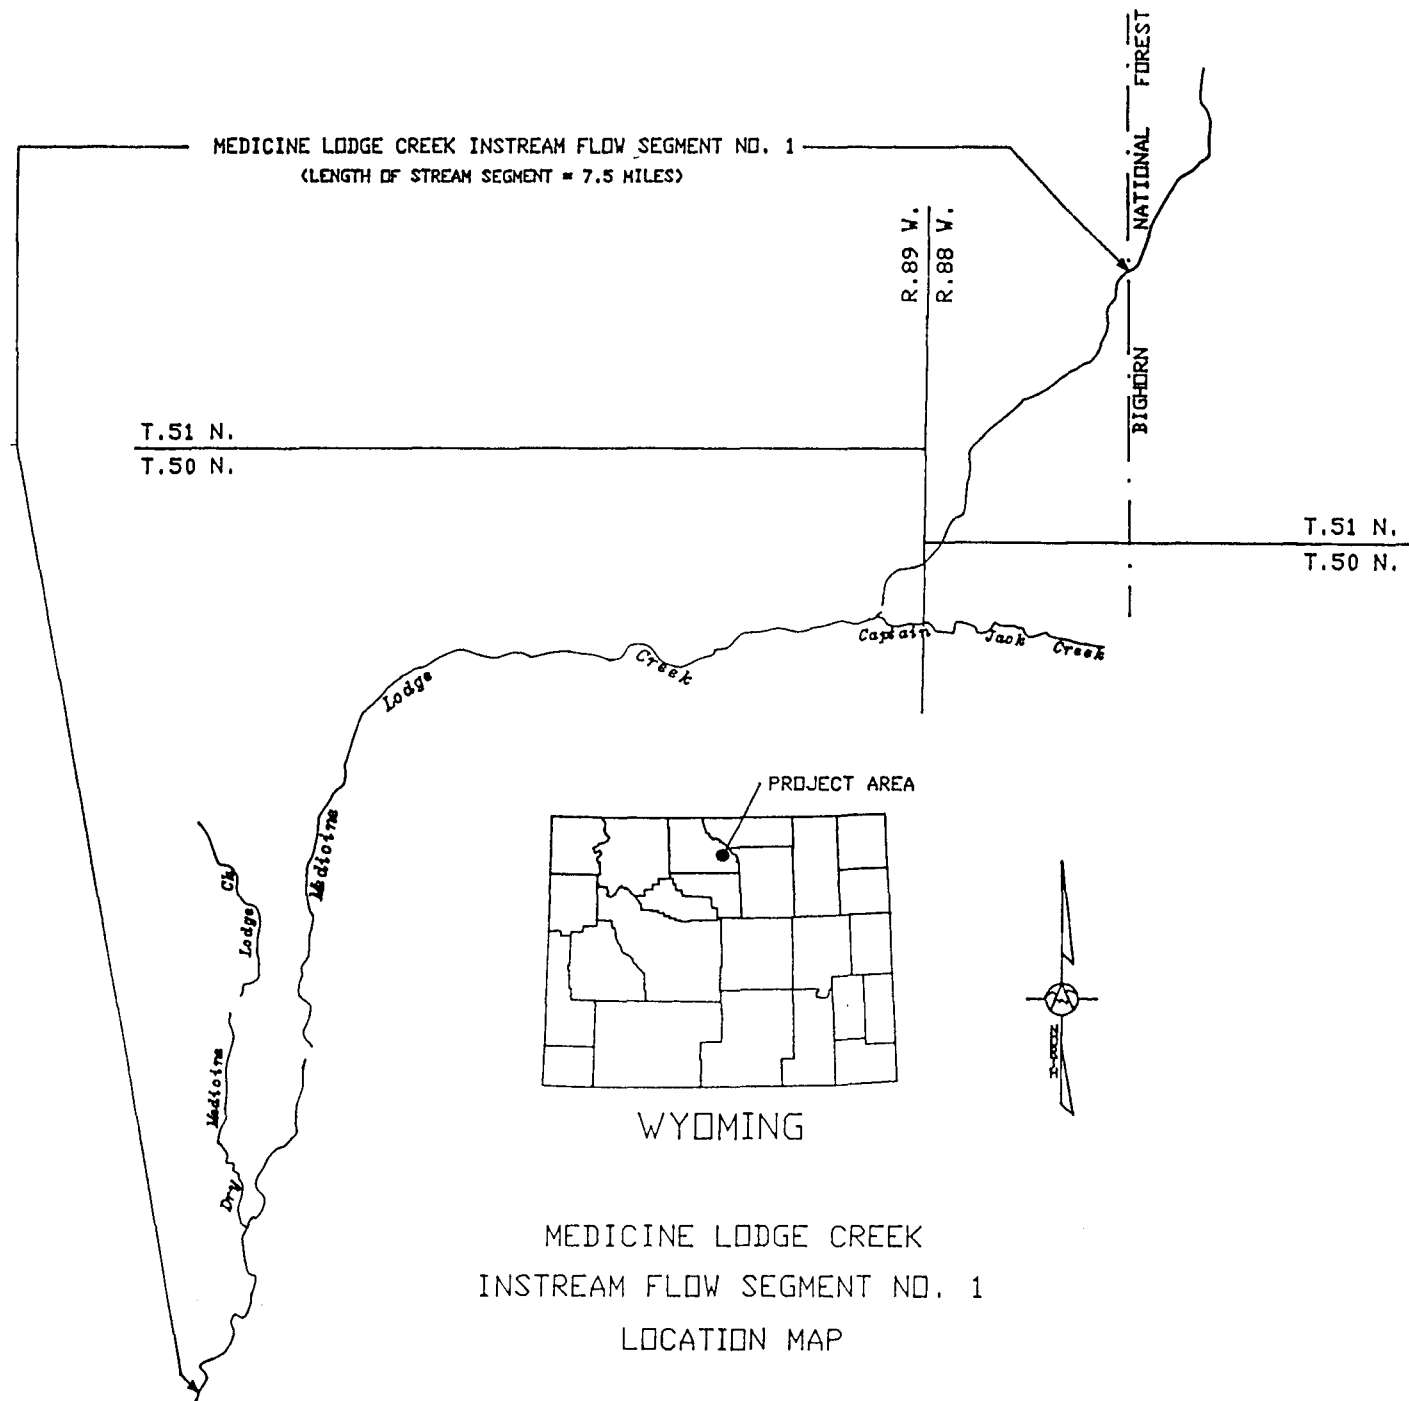 BIGHORN NATIONAL FOREST
MEDICINE LODGE CREEK INSTREAM FLOW SEGMENT NO. 1
(LENGTH OF STREAM SEGMENT = 7.5 MILES)
R.89 W.
R.88 W.
T.51 N.
T.50 N.
T.51 N.
T.50 N.
Captain Jack Creek
Medicine Lodge Creek
Dry Medicine Lodge Ck
PROJECT AREA
NORTH
WYOMING
MEDICINE LODGE CREEK
INSTREAM FLOW SEGMENT NO. 1
LOCATION MAP